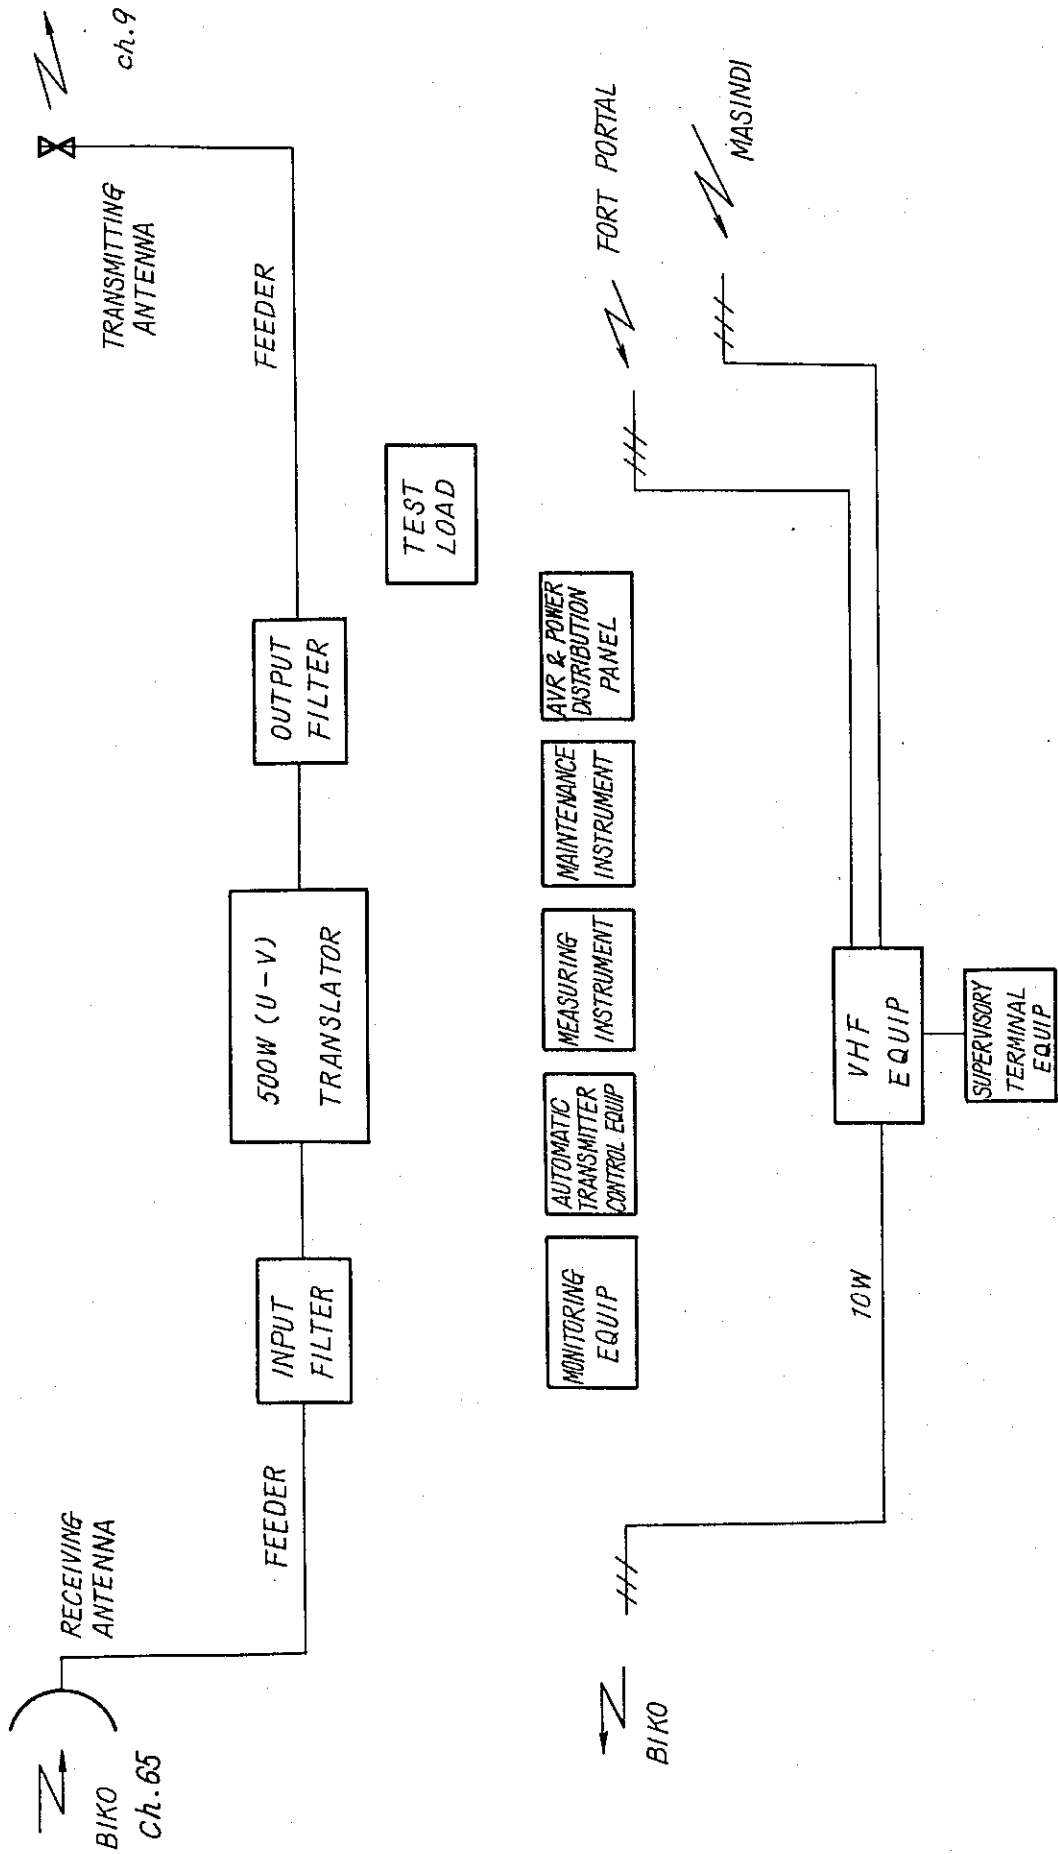 BIKO
ch.65
RECEIVING
ANTENNA
FEEDER
INPUT
FILTER
500W (U-V)
TRANSLATOR
OUTPUT
FILTER
FEEDER
TRANSMITTING
ANTENNA
ch.9
TEST
LOAD
MONITORING
EQUIP
AUTOMATIC
TRANSMITTER
CONTROL EQUIP
MEASURING
INSTRUMENT
MAINTENANCE
INSTRUMENT
AVR & POWER
DISTRIBUTION
PANEL
FORT PORTAL
MASINDI
BIKO
10W
VHF
EQUIP
SUPERVISORY
TERMINAL
EQUIP